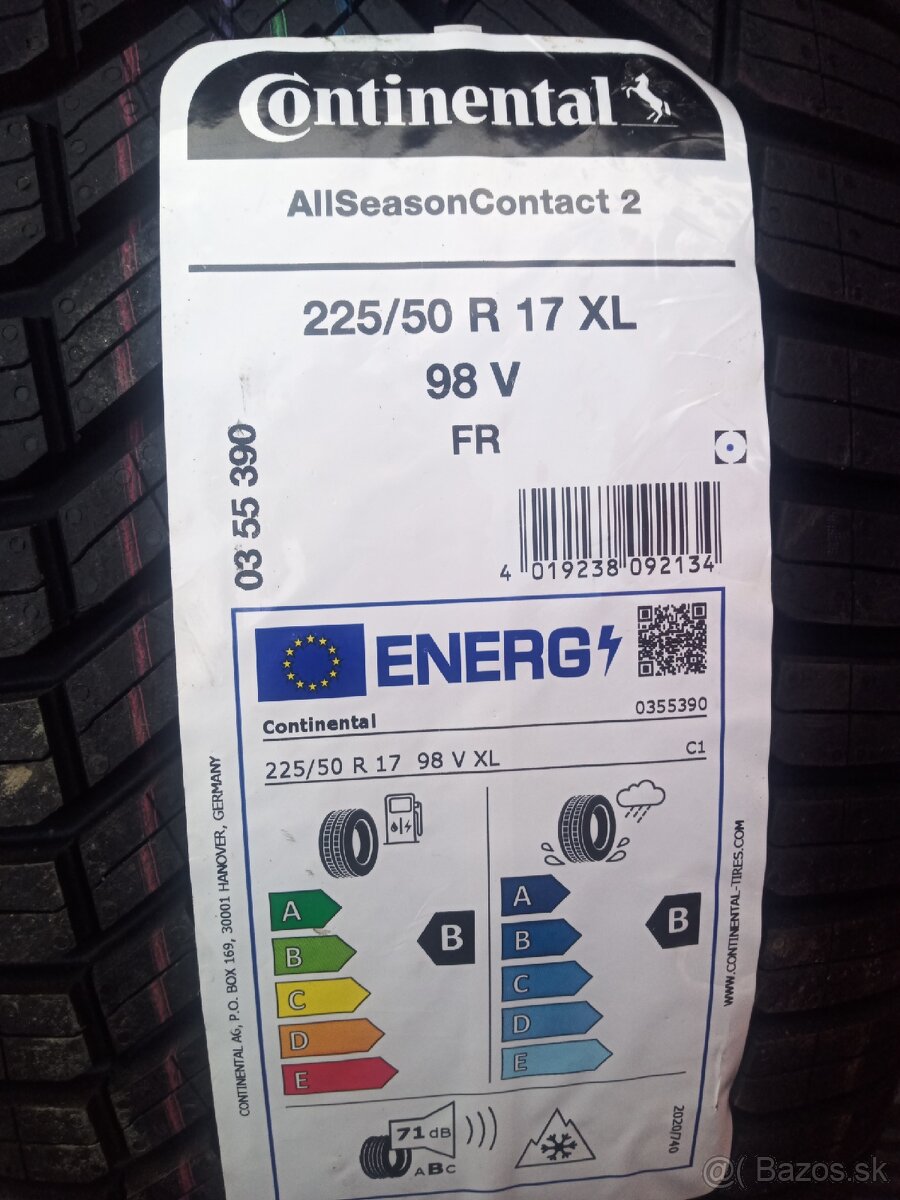 Continental
AllSeasonContact 2
225/50 R 17 XL
98 V
FR
03 55 390
4 019238 092134
ENERG
Continental
0355390
225/50 R 17 98 V XL
C1
A
B
C
D
E
B
A
B
C
D
E
B
71 dB
ABC
2020/740
CONTINENTAL AG, P.O. BOX 169, 30001 HANOVER, GERMANY
WWW.CONTINENTAL-TIRES.COM
@( Bazos.sk